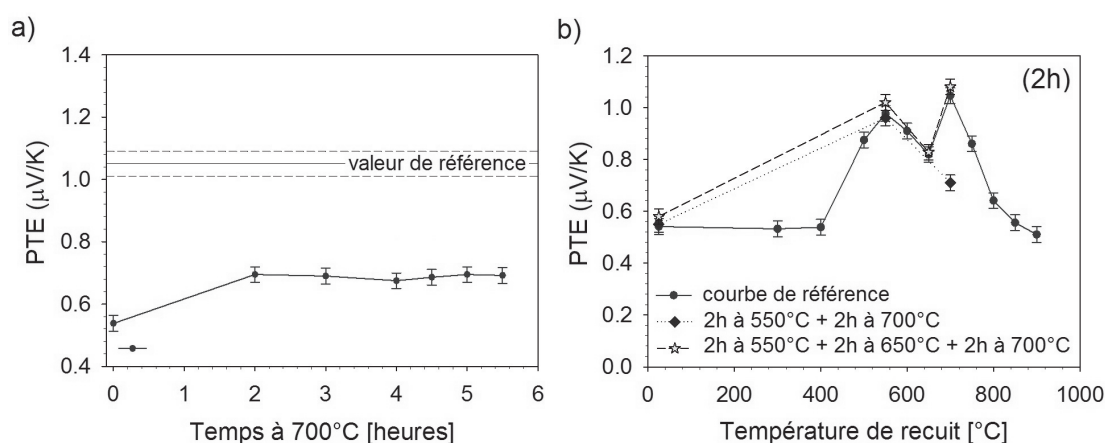 a)
PTE (μV/K)
1.4
1.2
1.0
0.8
0.6
0.4
valeur de référence
0 1 2 3 4 5 6
Temps à 700°C [heures]
b)
PTE (μV/K)
1.2
1.0
0.8
0.6
0.4
0.2
0.0
(2h)
courbe de référence
2h à 550°C + 2h à 700°C
2h à 550°C + 2h à 650°C + 2h à 700°C
0 200 400 600 800 1000
Température de recuit [°C]